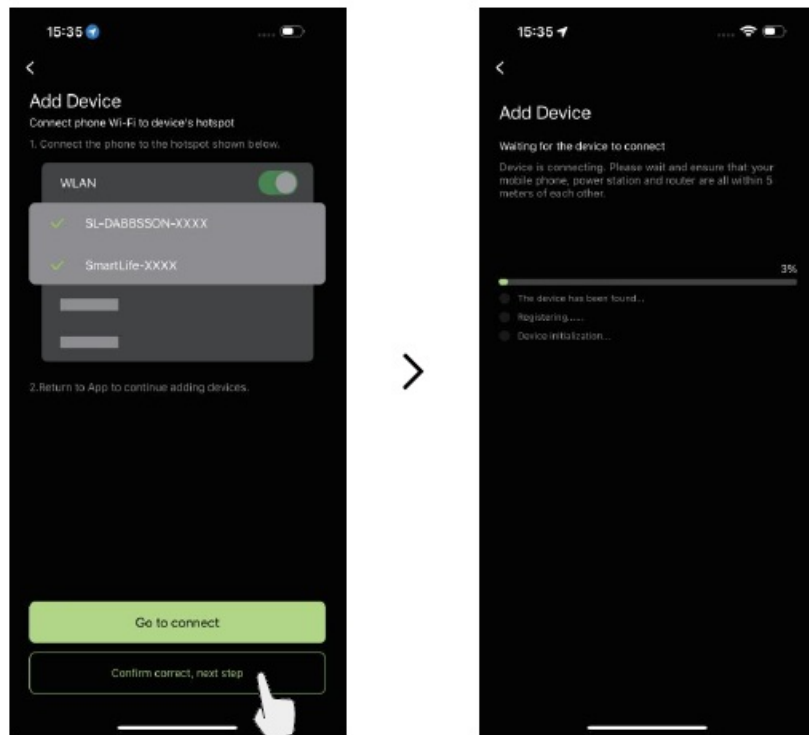 15:35
Add Device
Connect phone Wi-Fi to device's hotspot
1. Connect the phone to the hotspot shown below.
WLAN
SL-DABBSSON-XXXX
SmartLife-XXXX
2.Return to App to continue adding devices.
Go to connect
Confirm correct, next step
15:35
Add Device
Waiting for the device to connect
Device is connecting. Please wait and ensure that your
mobile phone, power station and router are all within 5
meters of each other.
3%
The device has been found...
Registering......
Device initialization...